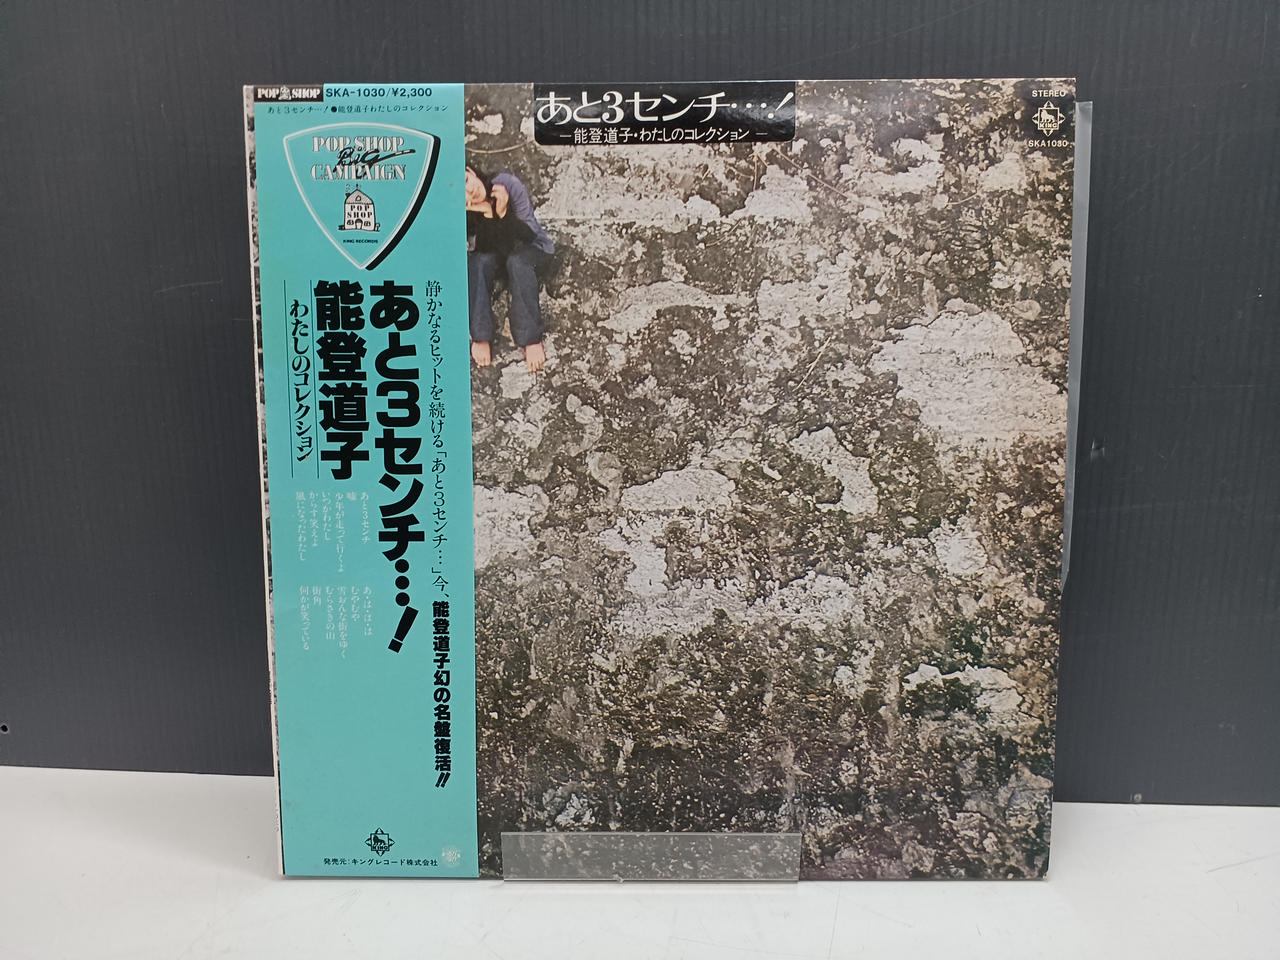 POP SHOP SKA-1030/¥2,300
あと3センチ…!●能登道子わたしのコレクション
POP SHOP
Big
CAMPAIGN
POP
SHOP
KING RECORDS
静かなるヒットを続ける「あと3センチ…」今、能登道子幻の名盤復活!!
あと3センチ…!
能登道子
わたしのコレクション
あと3センチ
嘘
少年が走って行くよ
いつかわたし
からす笑えよ
風になったわたし
あ・は・は・は
むやむや
雪おんな街をゆく
むらさきの山
街角
何かが笑っている
KING
発売元:キングレコード株式会社
あと3センチ…!
—能登道子・わたしのコレクション—
STEREO
KING
SKA1030